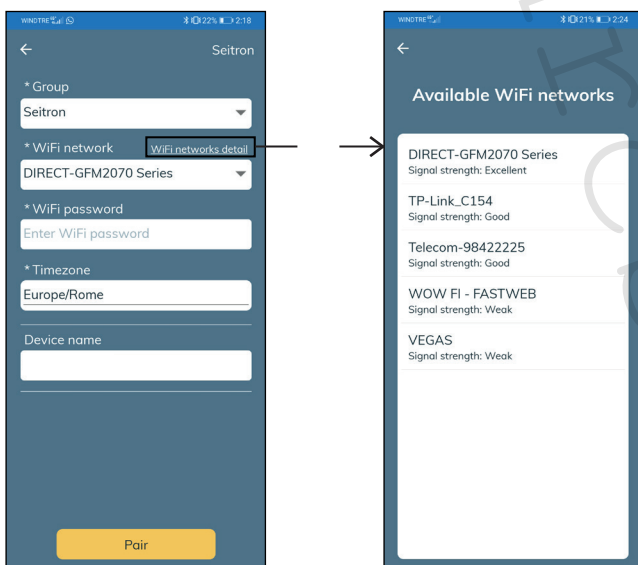 WINDTRE
22% 2:18
Seitron
* Group
Seitron
* WiFi network WiFi networks detail
DIRECT-GFM2070 Series
* WiFi password
Enter WiFi password
* Timezone
Europe/Rome
Device name
Pair
WINDTRE
21% 2:24
Available WiFi networks
DIRECT-GFM2070 Series
Signal strength: Excellent
TP-Link_C154
Signal strength: Good
Telecom-98422225
Signal strength: Good
WOW FI - FASTWEB
Signal strength: Weak
VEGAS
Signal strength: Weak